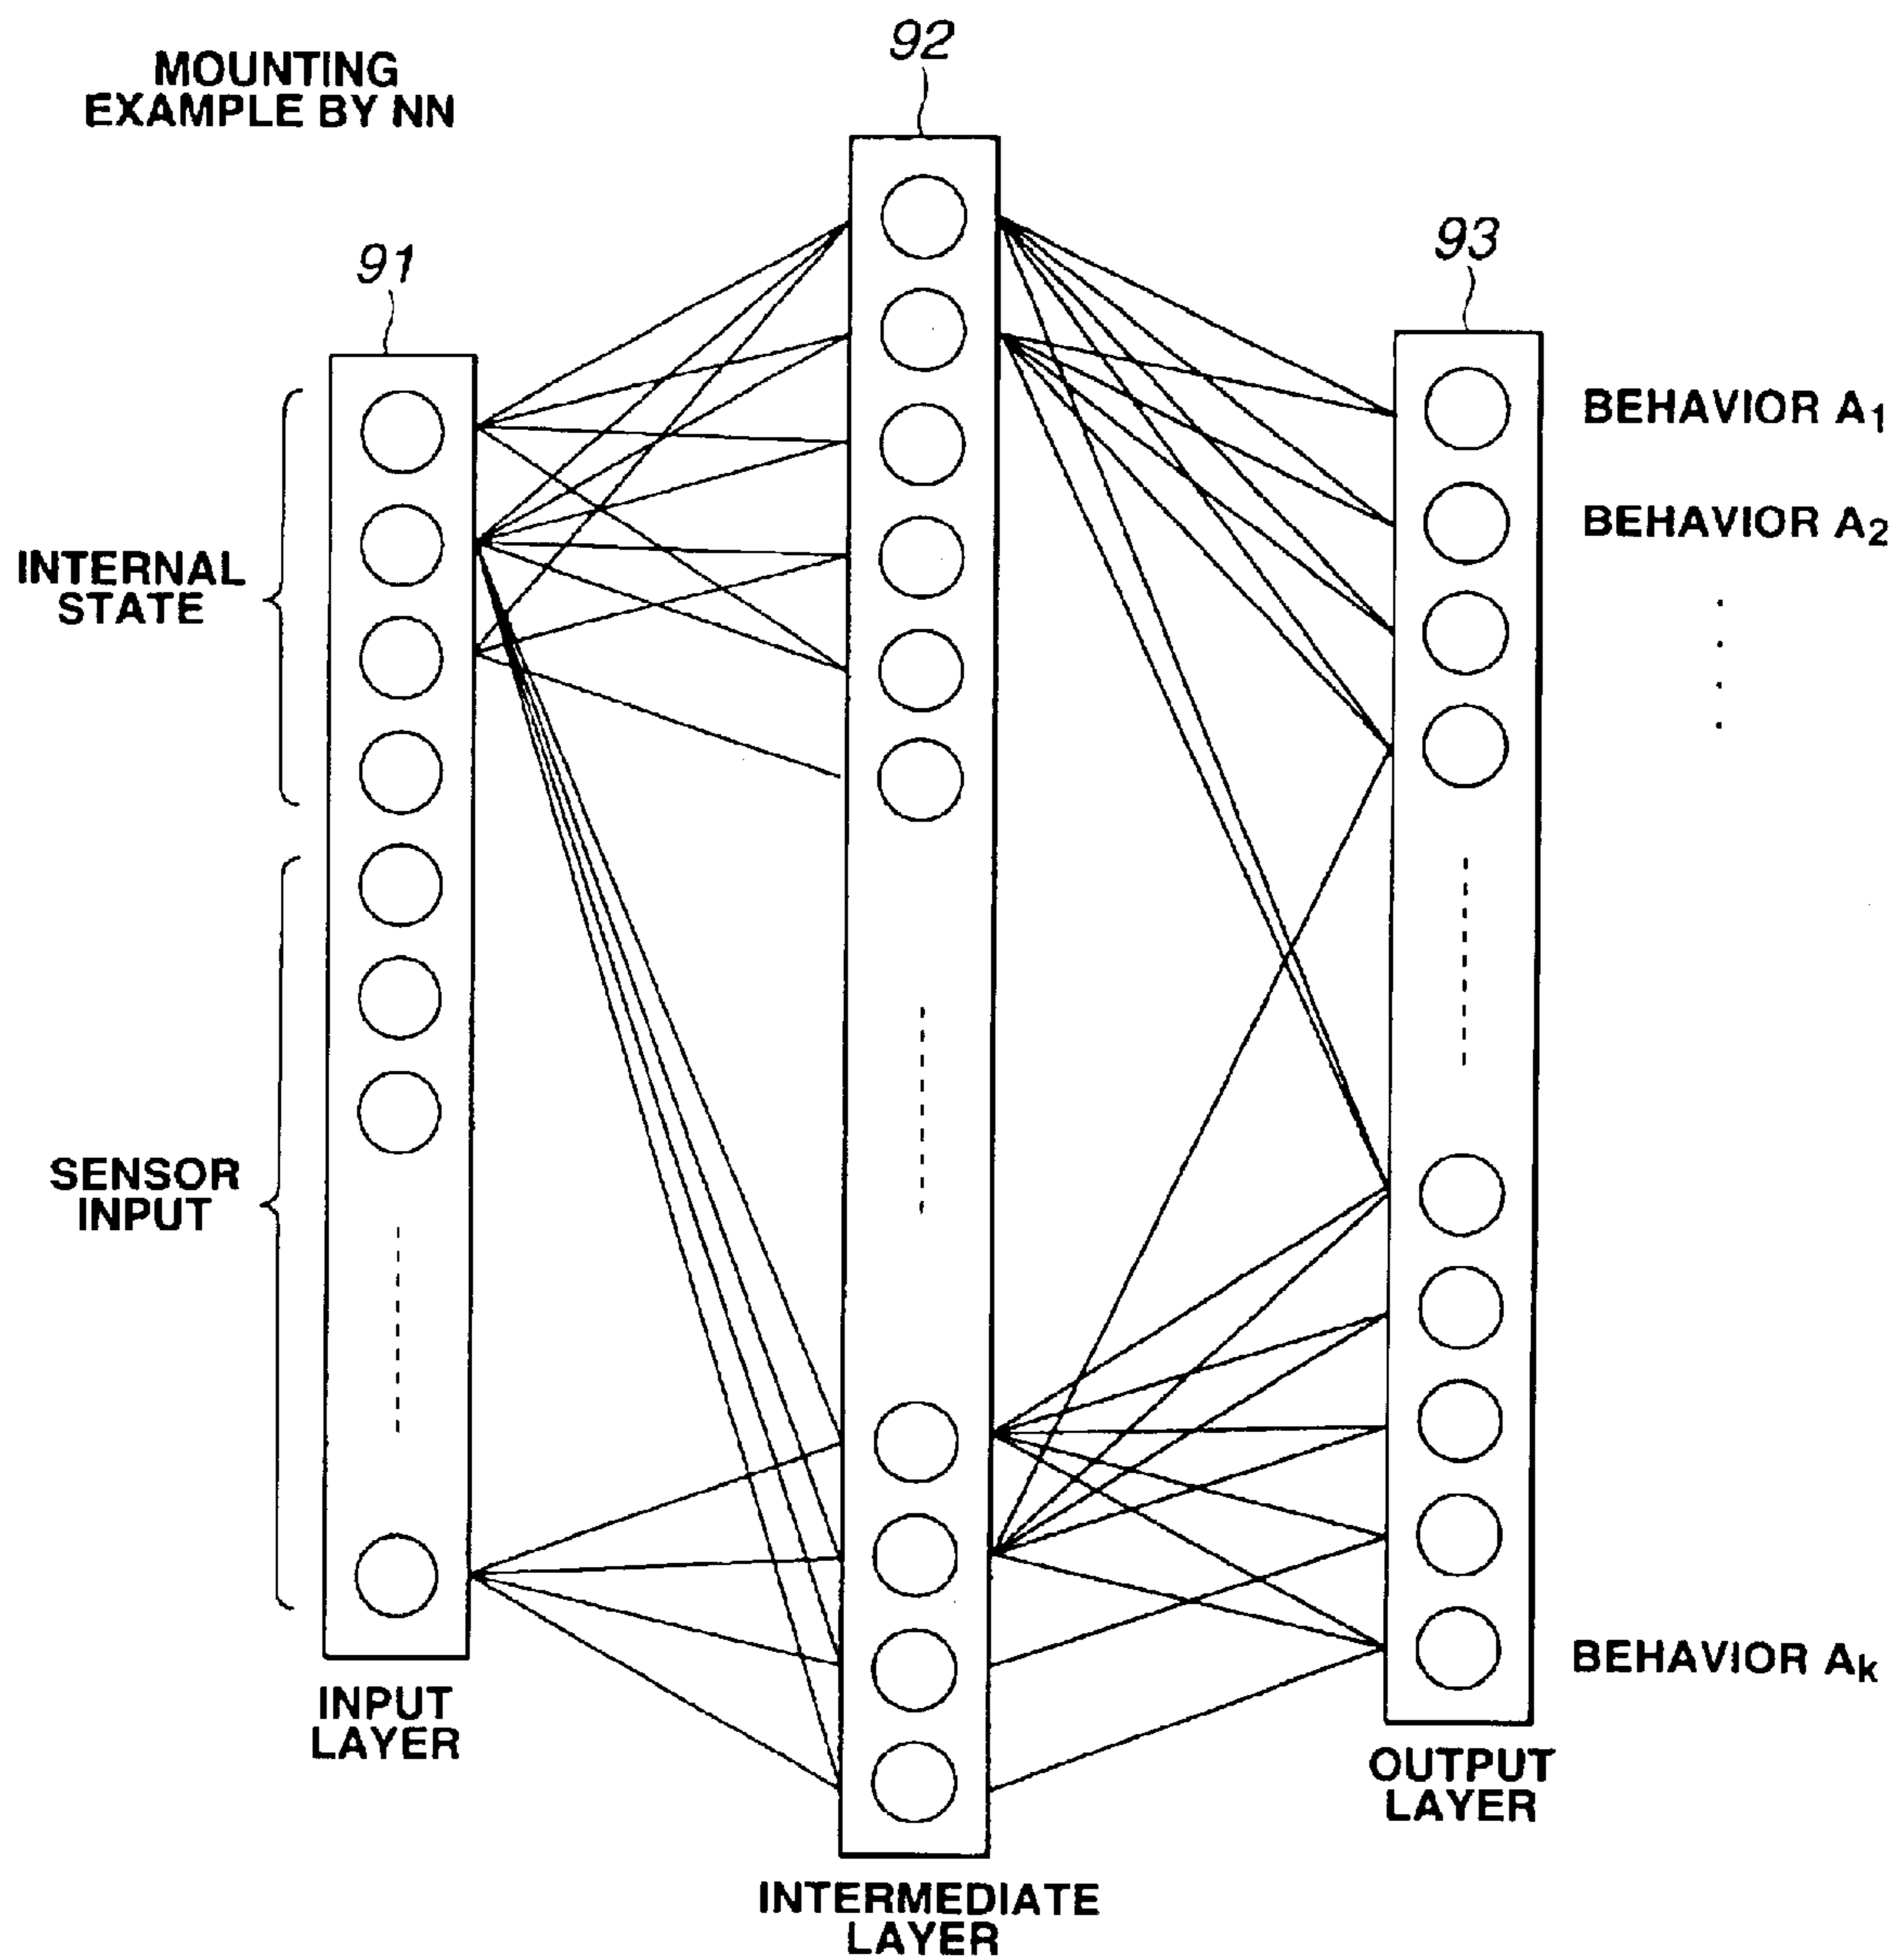 MOUNTING
EXAMPLE BY NN
92
91
93
INTERNAL
STATE
SENSOR
INPUT
BEHAVIOR A1
BEHAVIOR A2
BEHAVIOR Ak
INPUT
LAYER
OUTPUT
LAYER
INTERMEDIATE
LAYER